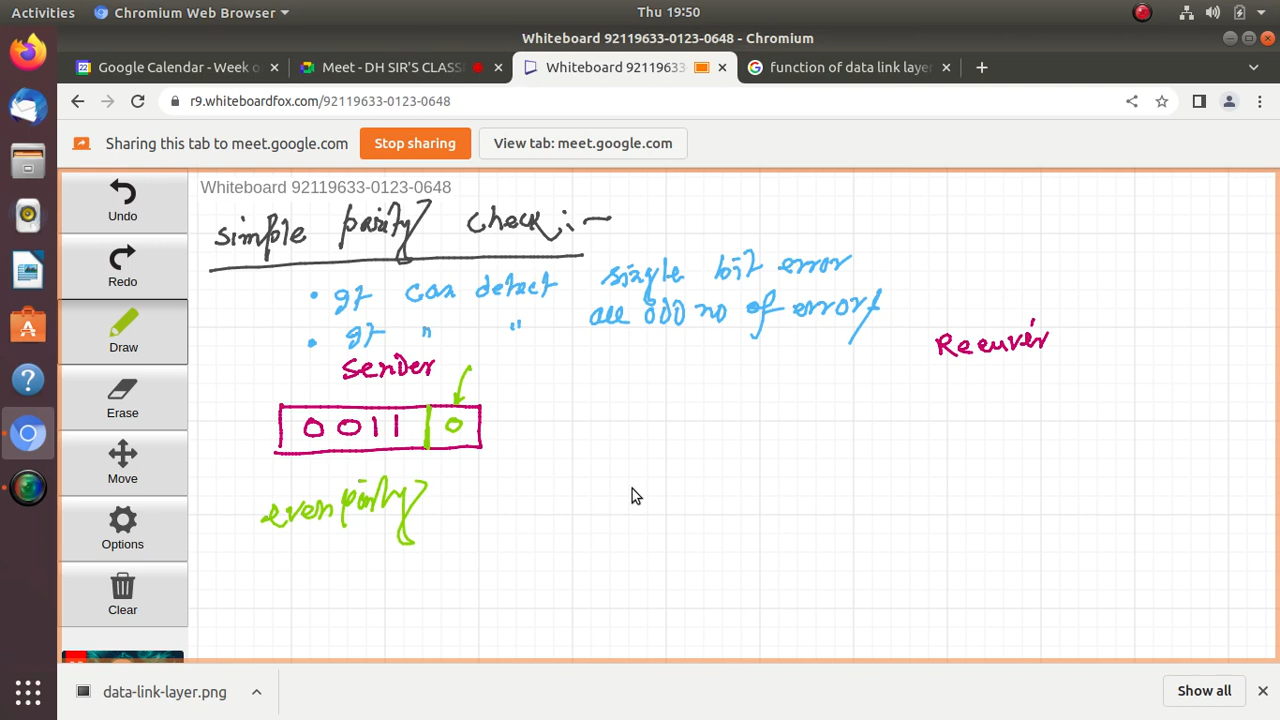 Activities Chromium Web Browser Thu 19:50
Whiteboard 92119633-0123-0648 - Chromium
22 Google Calendar - Week o Meet - DH SIR'S CLASS Whiteboard 92119633 function of data link layer
r9.whiteboardfox.com/92119633-0123-0648
Sharing this tab to meet.google.com Stop sharing View tab: meet.google.com
Whiteboard 92119633-0123-0648
Undo
Redo
Draw
Erase
Move
Options
Clear
simple parity check :-
• It can detect single bit error
• It " " all odd no of errors
Sender
Receiver
0 0 1 1 0
even parity
data-link-layer.png Show all